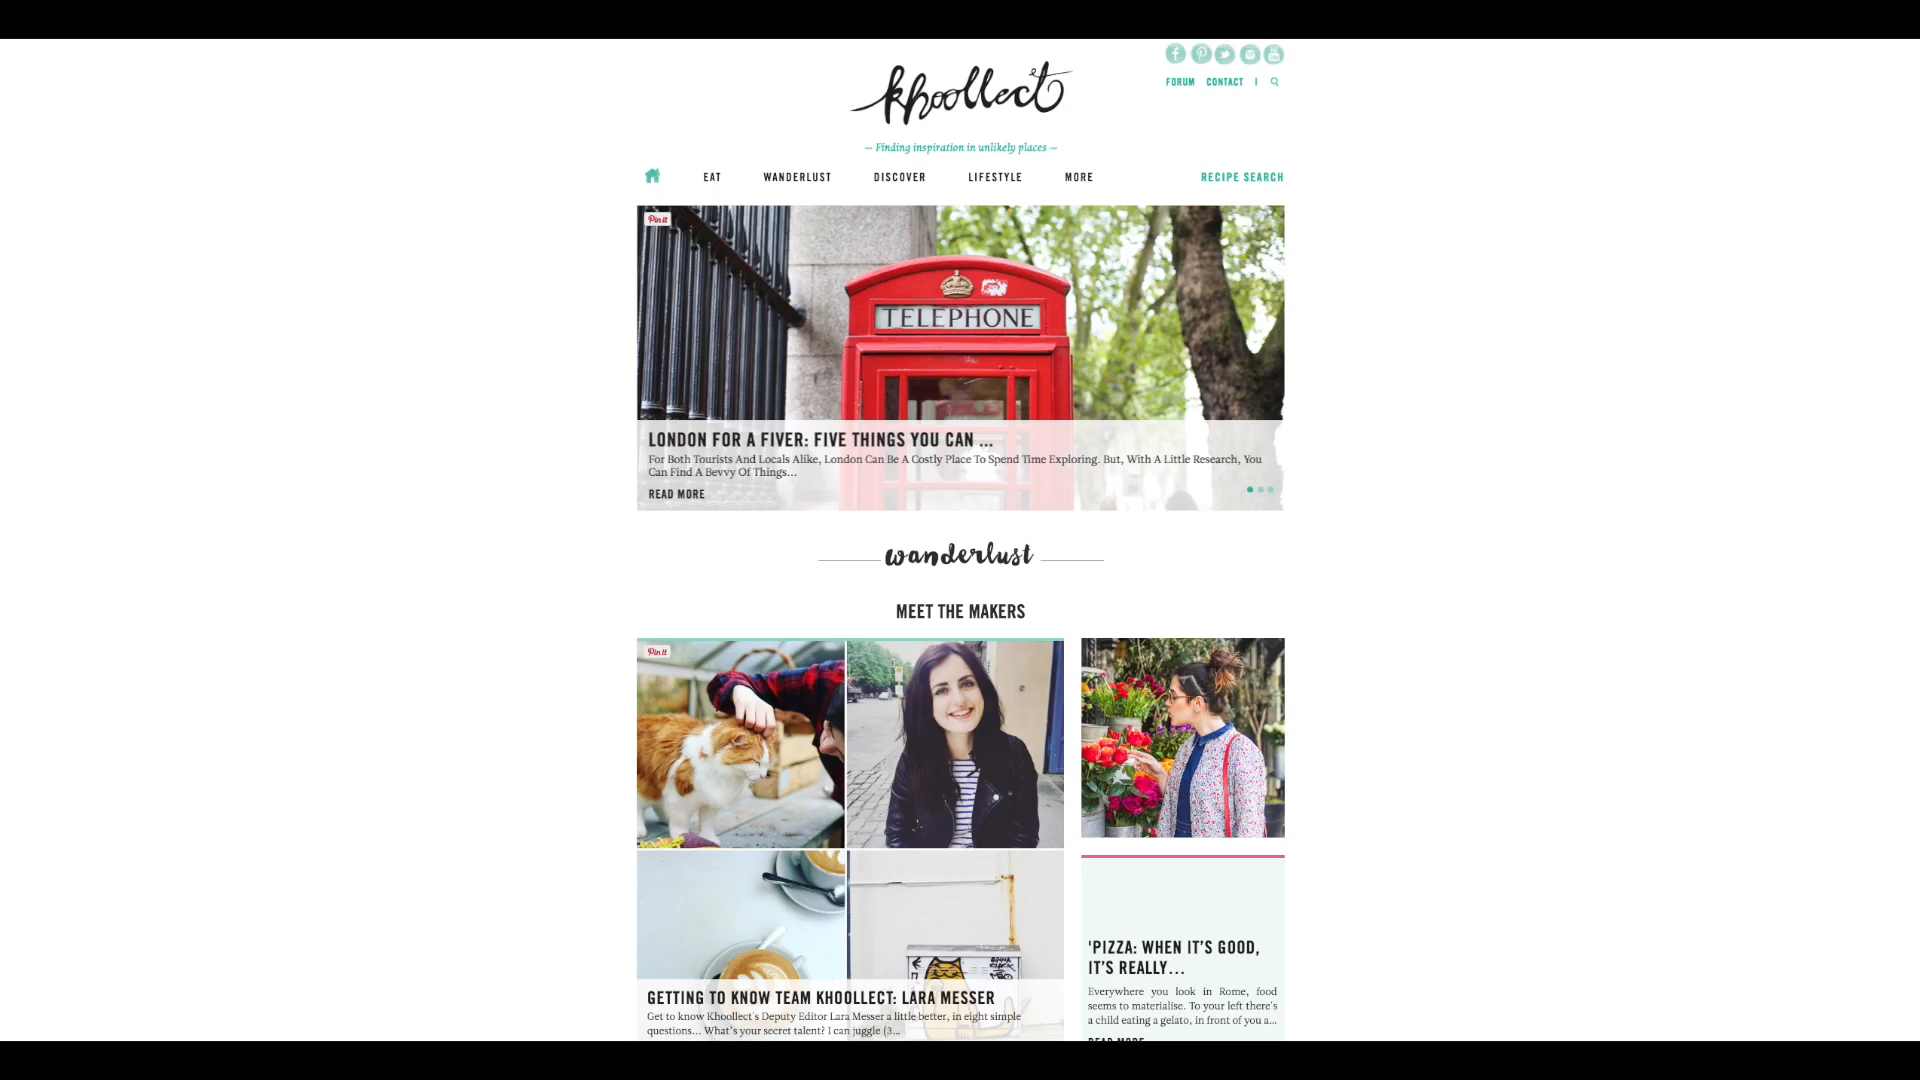 khoollect
FORUM CONTACT |
– Finding inspiration in unlikely places –
EAT WANDERLUST DISCOVER LIFESTYLE MORE RECIPE SEARCH
Pin it
TELEPHONE
LONDON FOR A FIVER: FIVE THINGS YOU CAN ...
For Both Tourists And Locals Alike, London Can Be A Costly Place To Spend Time Exploring. But, With A Little Research, You
Can Find A Bevvy Of Things...
READ MORE
wanderlust
MEET THE MAKERS
Pin it
GETTING TO KNOW TEAM KHOOLLECT: LARA MESSER
Get to know Khoollect's Deputy Editor Lara Messer a little better, in eight simple
questions... What's your secret talent? I can juggle (3...
'PIZZA: WHEN IT'S GOOD,
IT'S REALLY...
Everywhere you look in Rome, food
seems to materialise. To your left there's
a child eating a gelato, in front of you a...
READ MORE